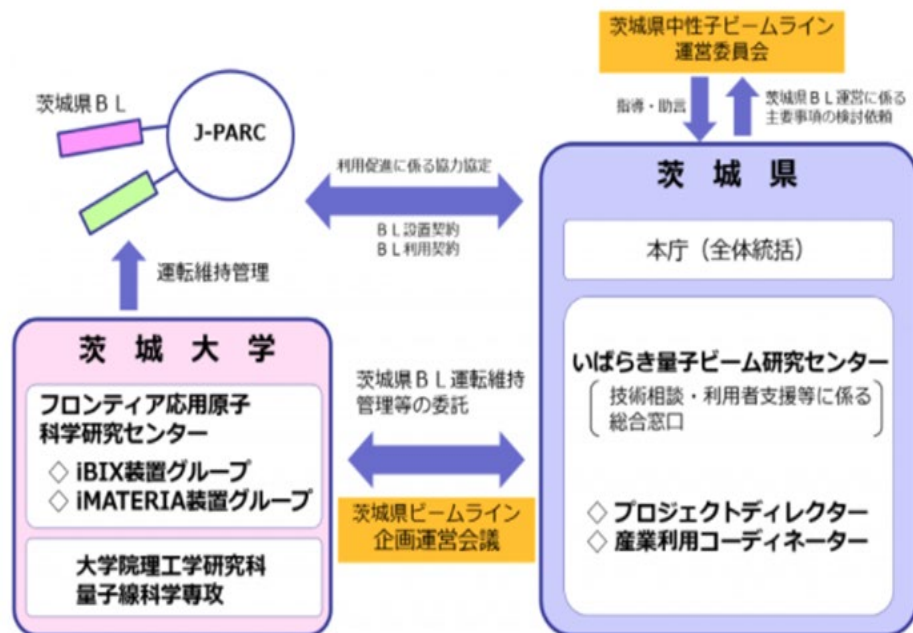 茨城県中性子ビームライン
運営委員会
指導・助言
茨城県BL運営に係る
主要事項の検討依頼
茨城県BL
J-PARC
利用促進に係る協力協定
BL設置契約
BL利用契約
運転維持管理
茨城県
本庁（全体統括）
いばらき量子ビーム研究センター
技術相談・利用者支援等に係る
総合窓口
◇ プロジェクトディレクター
◇ 産業利用コーディネーター
茨城大学
フロンティア応用原子
科学研究センター
◇ iBIX装置グループ
◇ iMATERIA装置グループ
大学院理工学研究科
量子線科学専攻
茨城県BL運転維持
管理等の委託
茨城県ビームライン
企画運営会議